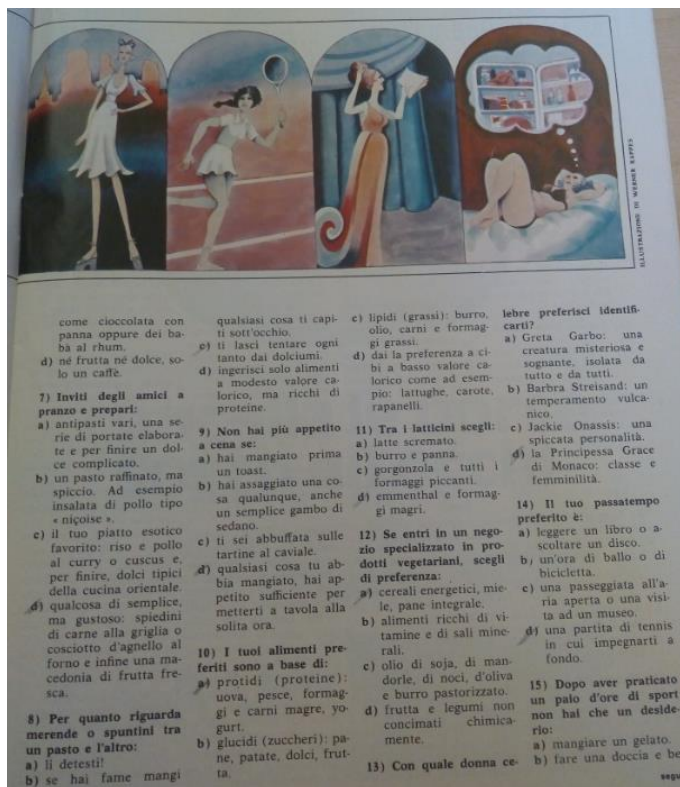 ILLUSTRAZIONE DI WERNER KAPPES
come cioccolata con
panna oppure dei ba-
ba al rhum.
d) né frutta né dolce, so-
lo un caffè.
7) Inviti degli amici a
pranzo e prepari:
a) antipasti vari, una se-
rie di portate elabora-
te e per finire un dol-
ce complicato.
b) un pasto raffinato, ma
spiccio. Ad esempio
insalata di pollo tipo
« niçoise ».
c) il tuo piatto esotico
favorito: riso e pollo
al curry o cuscus e,
per finire, dolci tipici
della cucina orientale.
d) qualcosa di semplice,
ma gustoso: spiedini
di carne alla griglia o
cosciotto d'agnello al
forno e infine una ma-
cedonia di frutta fre-
sca.
8) Per quanto riguarda
merende o spuntini tra
un pasto e l'altro:
a) li detesti!
b) se hai fame mangi
qualsiasi cosa ti capi-
ti sott'occhio.
c) ti lasci tentare ogni
tanto dai dolciumi.
d) ingerisci solo alimenti
a modesto valore ca-
lorico, ma ricchi di
proteine.
9) Non hai più appetito
a cena se:
a) hai mangiato prima
un toast.
b) hai assaggiato una co-
sa qualunque, anche
un semplice gambo di
sedano.
c) ti sei abbuffata sulle
tartine al caviale.
d) qualsiasi cosa tu ab-
bia mangiato, hai ap-
petito sufficiente per
metterti a tavola alla
solita ora.
10) I tuoi alimenti pre-
feriti sono a base di:
a) protidi (proteine):
uova, pesce, formag-
gi e carni magre, yo-
gurt.
b) glucidi (zuccheri): pa-
ne, patate, dolci, frut-
ta.
c) lipidi (grassi): burro,
olio, carni e formag-
gi grassi.
d) dai la preferenza a ci-
bi a basso valore ca-
lorico come ad esem-
pio: lattughe, carote,
rapanelli.
11) Tra i latticini scegli:
a) latte scremato.
b) burro e panna.
c) gorgonzola e tutti i
formaggi piccanti.
d) emmenthal e formag-
gi magri.
12) Se entri in un nego-
zio specializzato in pro-
dotti vegetariani, scegli
di preferenza:
a) cereali energetici, mie-
le, pane integrale.
b) alimenti ricchi di vi-
tamine e di sali mine-
rali.
c) olio di soja, di man-
dorle, di noci, d'oliva
e burro pastorizzato.
d) frutta e legumi non
concimati chimica-
mente.
13) Con quale donna ce-
lebre preferisci identifi-
carti?
a) Greta Garbo: una
creatura misteriosa e
sognante, isolata da
tutto e da tutti.
b) Barbra Streisand: un
temperamento vulca-
nico.
c) Jackie Onassis: una
spiccata personalità.
d) la Principessa Grace
di Monaco: classe e
femminilità.
14) Il tuo passatempo
preferito è:
a) leggere un libro o a-
scoltare un disco.
b) un'ora di ballo o di
bicicletta.
c) una passeggiata all'a-
ria aperta o una visi-
ta ad un museo.
d) una partita di tennis
in cui impegnarti a
fondo.
15) Dopo aver praticato
un paio d'ore di sport
non hai che un deside-
rio:
a) mangiare un gelato.
b) fare una doccia e be
segu